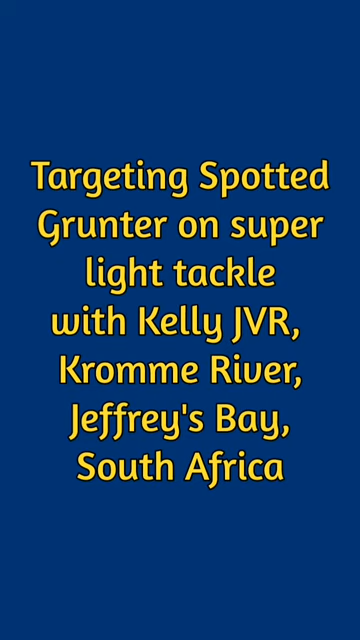 Targeting Spotted
Grunter on super
light tackle
with Kelly JVR,
Kromme River,
Jeffrey's Bay,
South Africa